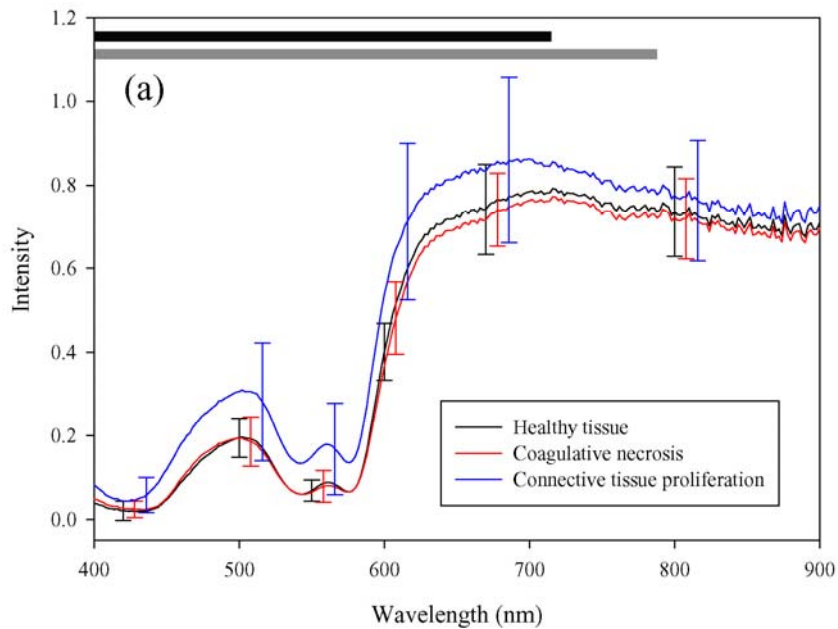 1.2
1.0
0.8
0.6
0.4
0.2
0.0
(a)
Intensity
Healthy tissue
Coagulative necrosis
Connective tissue proliferation
400 500 600 700 800 900
Wavelength (nm)